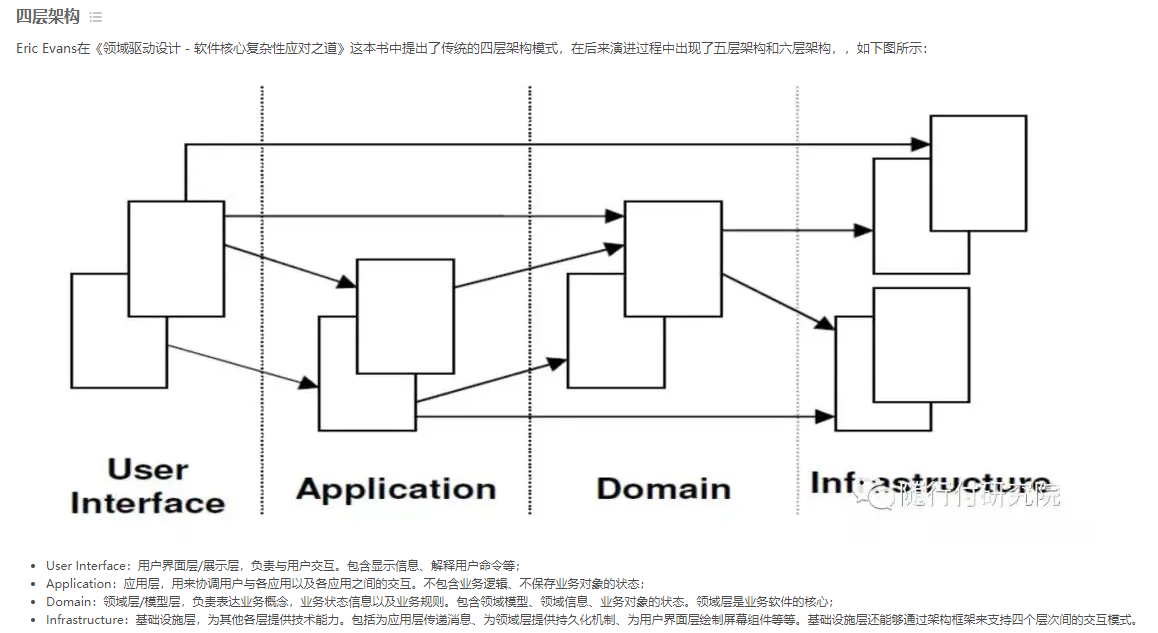 四层架构
Eric Evans在《领域驱动设计 - 软件核心复杂性应对之道》这本书中提出了传统的四层架构模式，在后来演进过程中出现了五层架构和六层架构，，如下图所示：
User
Interface
Application
Domain
Infrastructure
随行付研究院
User Interface：用户界面层/展示层，负责与用户交互。包含显示信息、解释用户命令等；
Application：应用层，用来协调用户与各应用以及各应用之间的交互。不包含业务逻辑、不保存业务对象的状态；
Domain：领域层/模型层，负责表达业务概念，业务状态信息以及业务规则。包含领域模型、领域信息、业务对象的状态。领域层是业务软件的核心；
Infrastructure：基础设施层，为其他各层提供技术能力。包括为应用层传递消息、为领域层提供持久化机制、为用户界面层绘制屏幕组件等等。基础设施层还能够通过架构框架来支持四个层次间的交互模式。